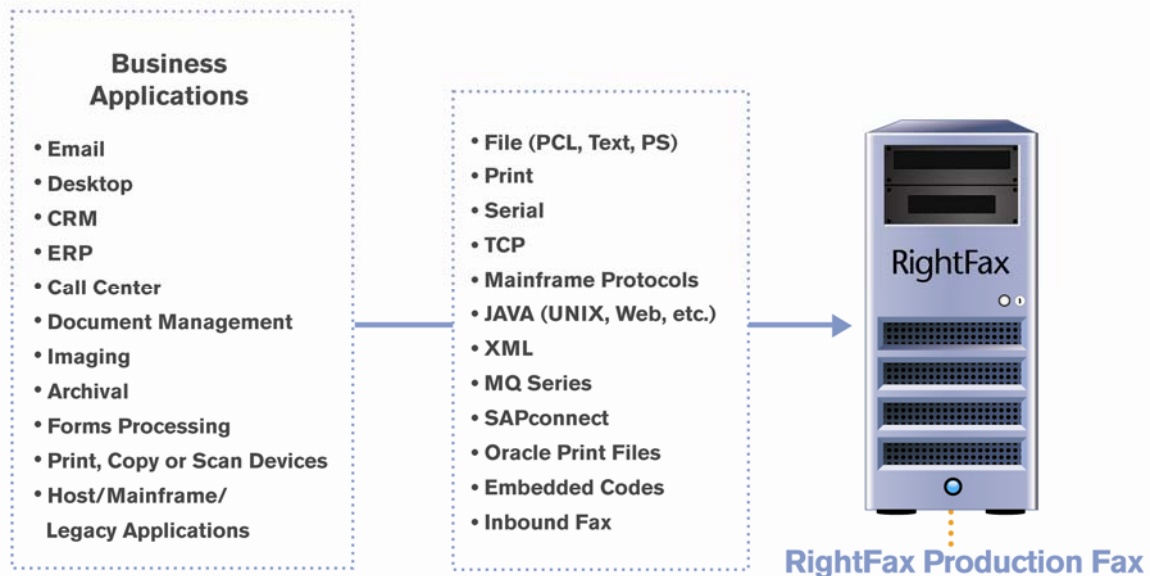 Business
Applications
• Email
• Desktop
• CRM
• ERP
• Call Center
• Document Management
• Imaging
• Archival
• Forms Processing
• Print, Copy or Scan Devices
• Host/Mainframe/
Legacy Applications
• File (PCL, Text, PS)
• Print
• Serial
• TCP
• Mainframe Protocols
• JAVA (UNIX, Web, etc.)
• XML
• MQ Series
• SAPconnect
• Oracle Print Files
• Embedded Codes
• Inbound Fax
RightFax
RightFax Production Fax